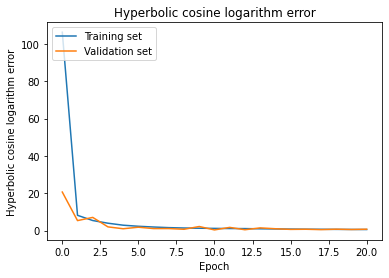 Hyperbolic cosine logarithm error
Training set
Validation set
Hyperbolic cosine logarithm error
100
80
60
40
20
0
0.0 2.5 5.0 7.5 10.0 12.5 15.0 17.5 20.0
Epoch